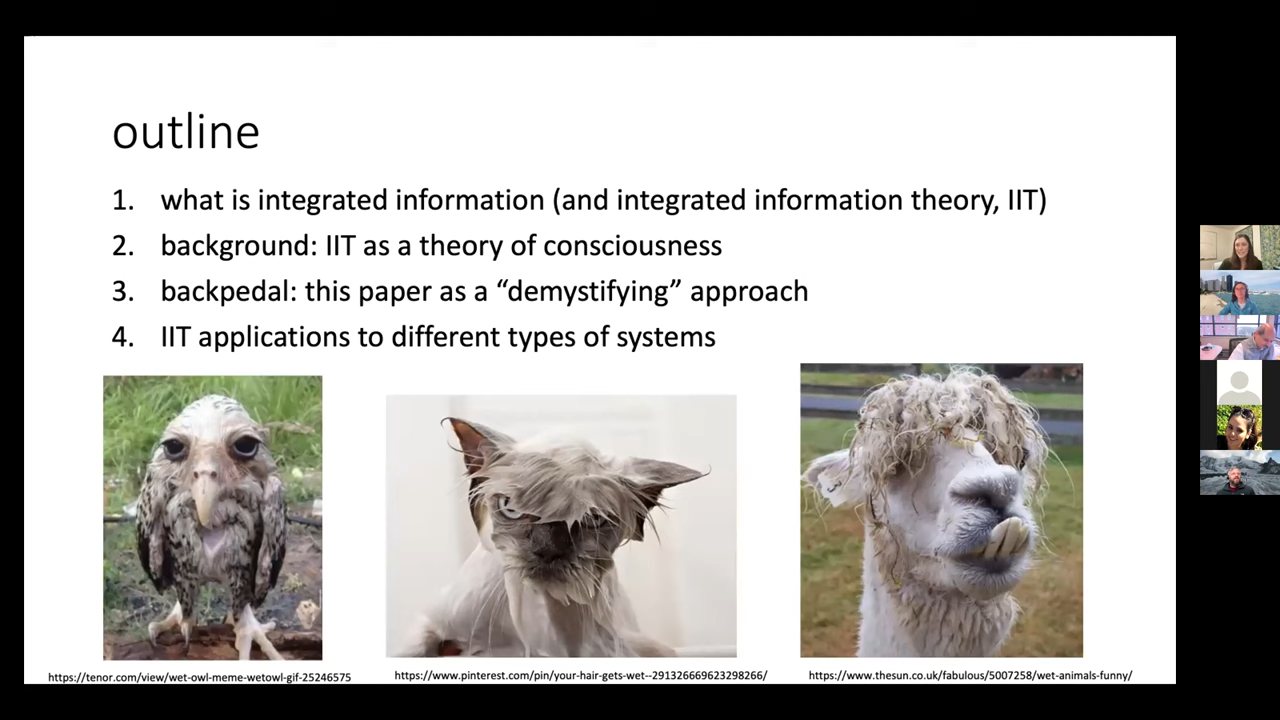 outline
1. what is integrated information (and integrated information theory, IIT)
2. background: IIT as a theory of consciousness
3. backpedal: this paper as a “demystifying” approach
4. IIT applications to different types of systems
https://tenor.com/view/wet-owl-meme-wetowl-gif-25246575
https://www.pinterest.com/pin/your-hair-gets-wet--291326669623298266/
https://www.thesun.co.uk/fabulous/5007258/wet-animals-funny/